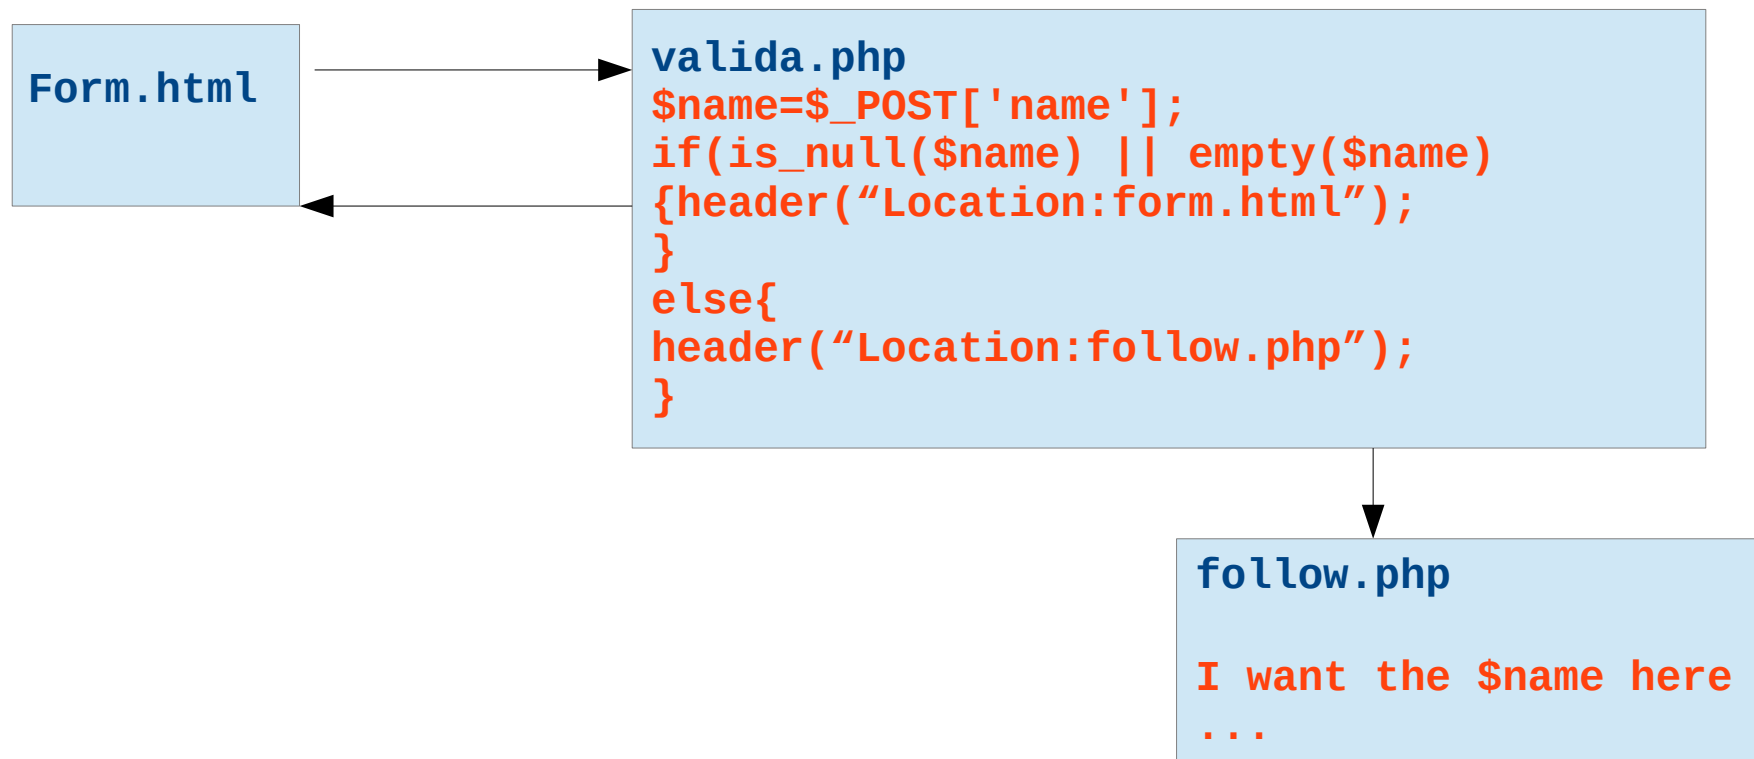 Form.html
valida.php
$name=$_POST['name'];
if(is_null($name) || empty($name)
{header(“Location:form.html”);
}
else{
header(“Location:follow.php”);
}
follow.php
I want the $name here
...